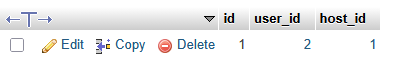 id user_id host_id
Edit Copy Delete 1 2 1